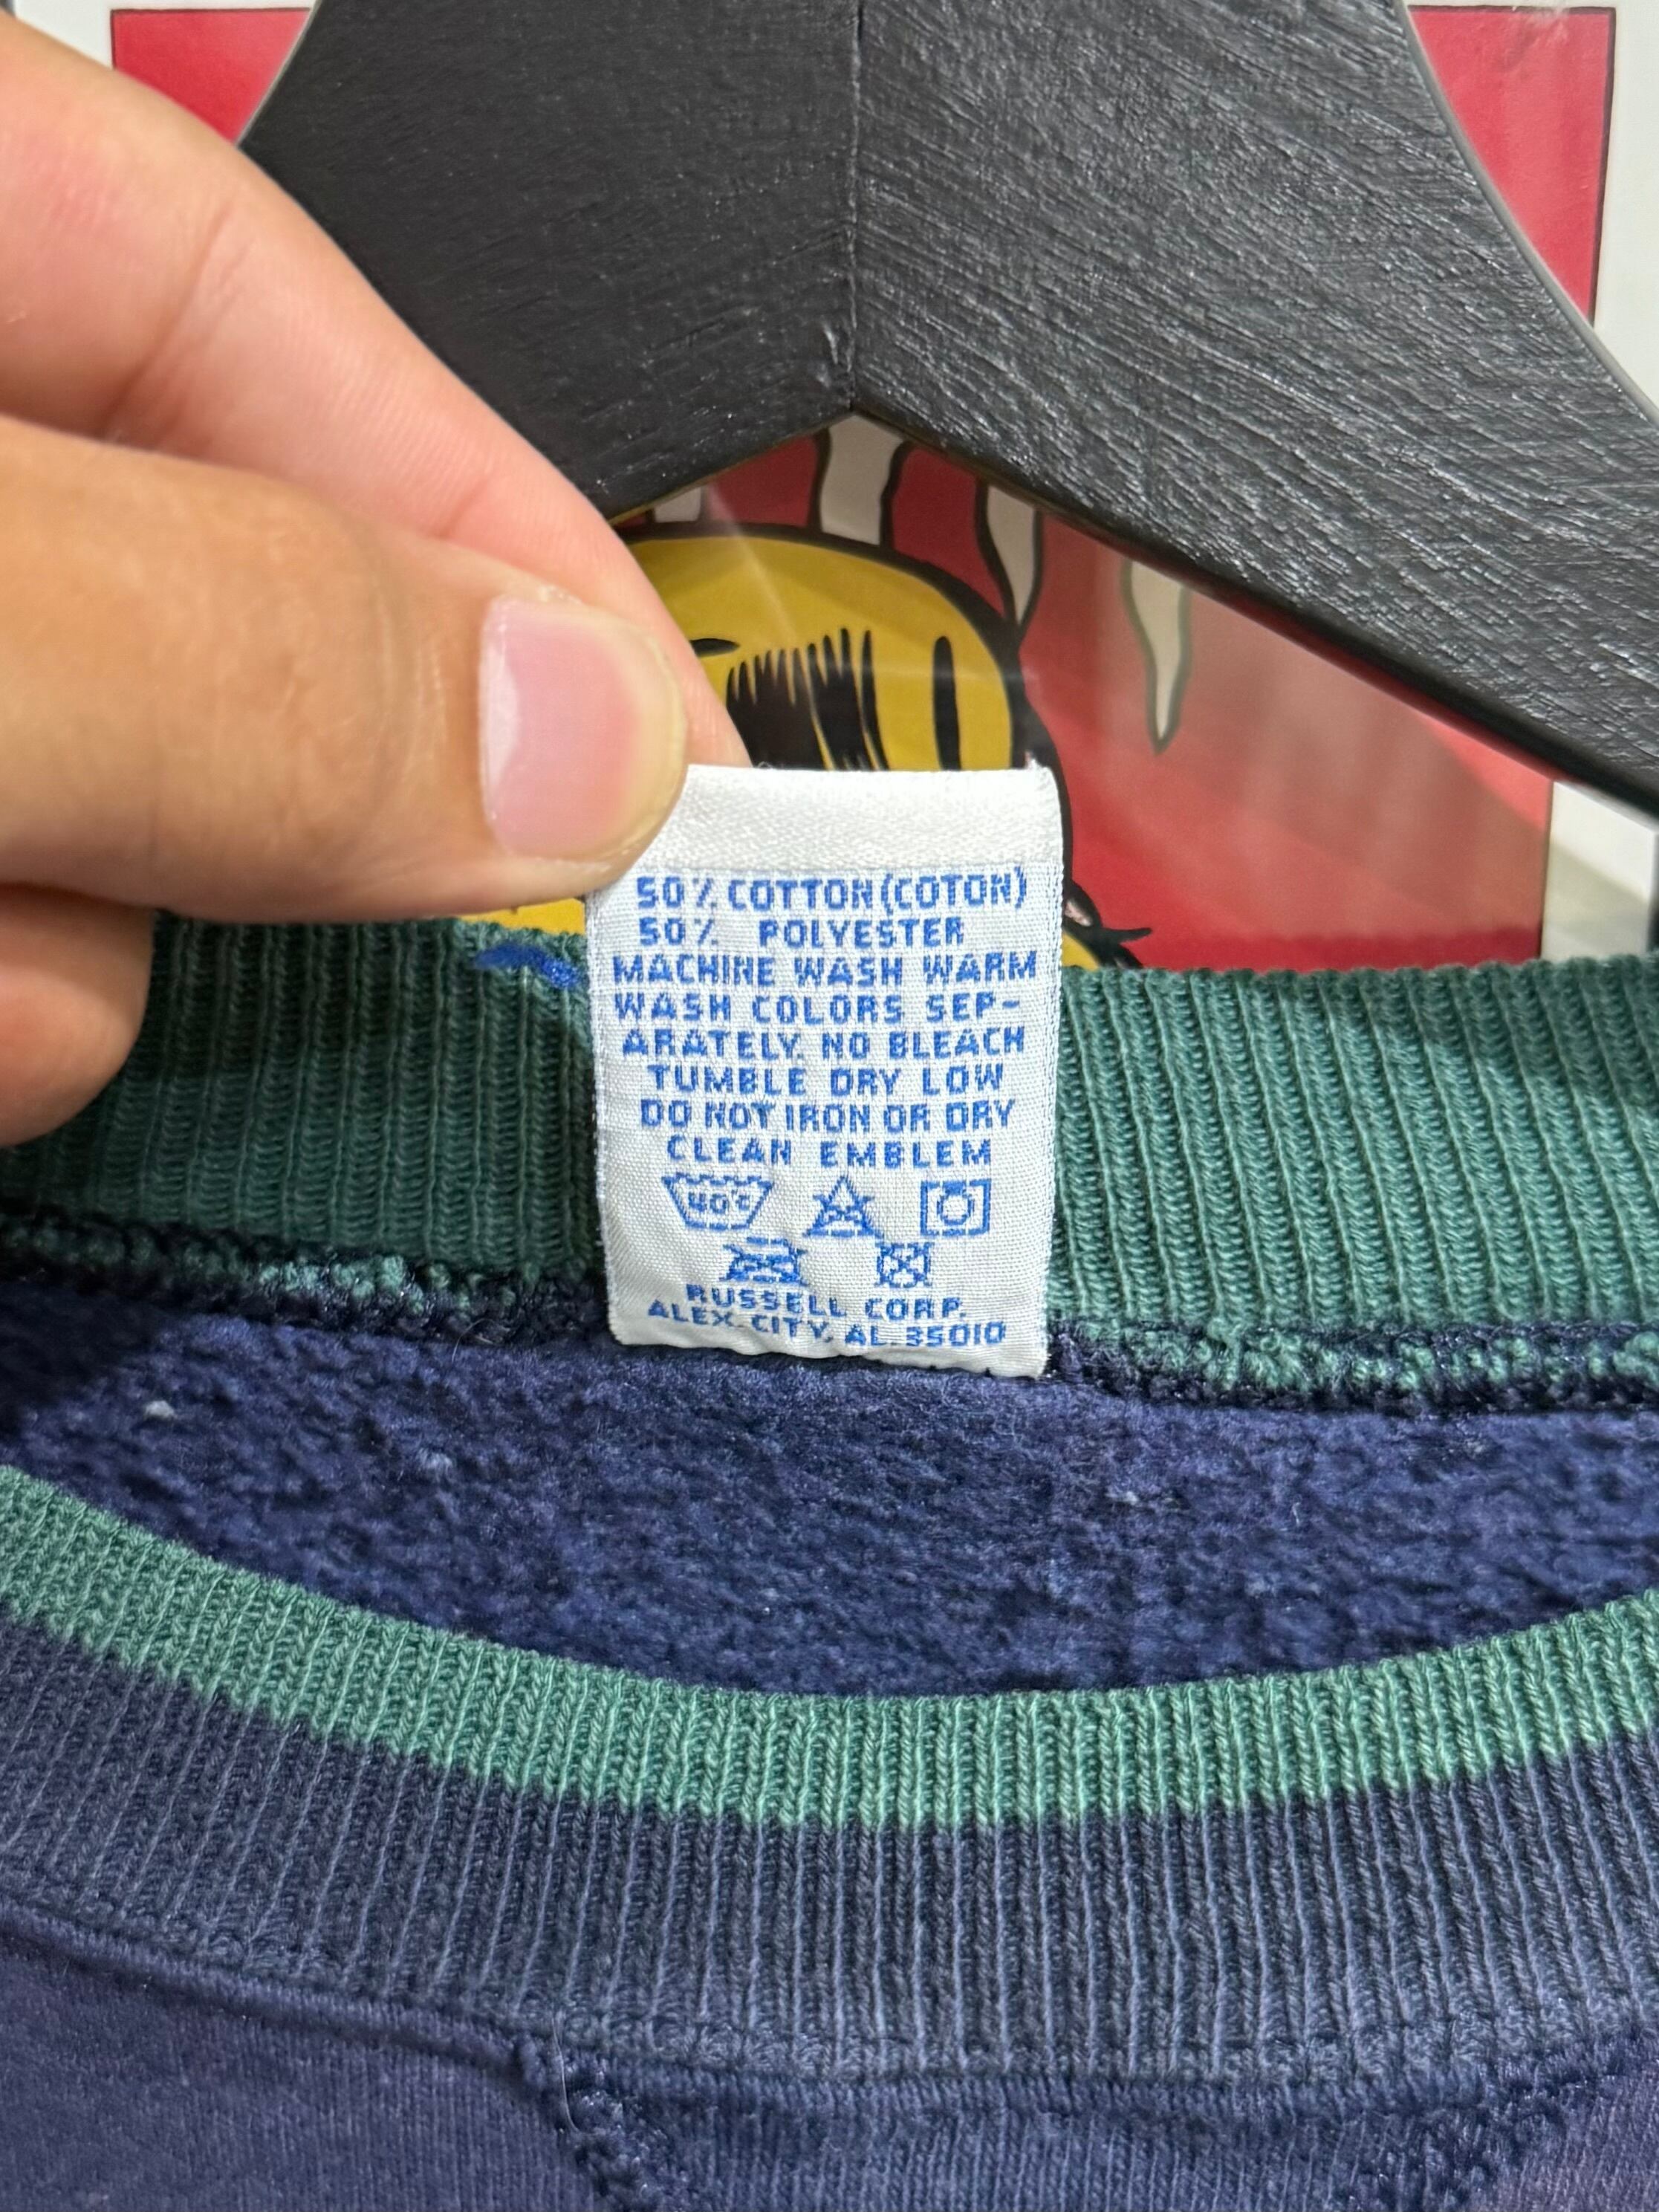 50% COTTON(COTON)
50% POLYESTER
MACHINE WASH WARM
WASH COLORS SEP-
ARATELY. NO BLEACH
TUMBLE DRY LOW
DO NOT IRON OR DRY
CLEAN EMBLEM
40°C
RUSSELL CORP.
ALEX. CITY, AL. 35010